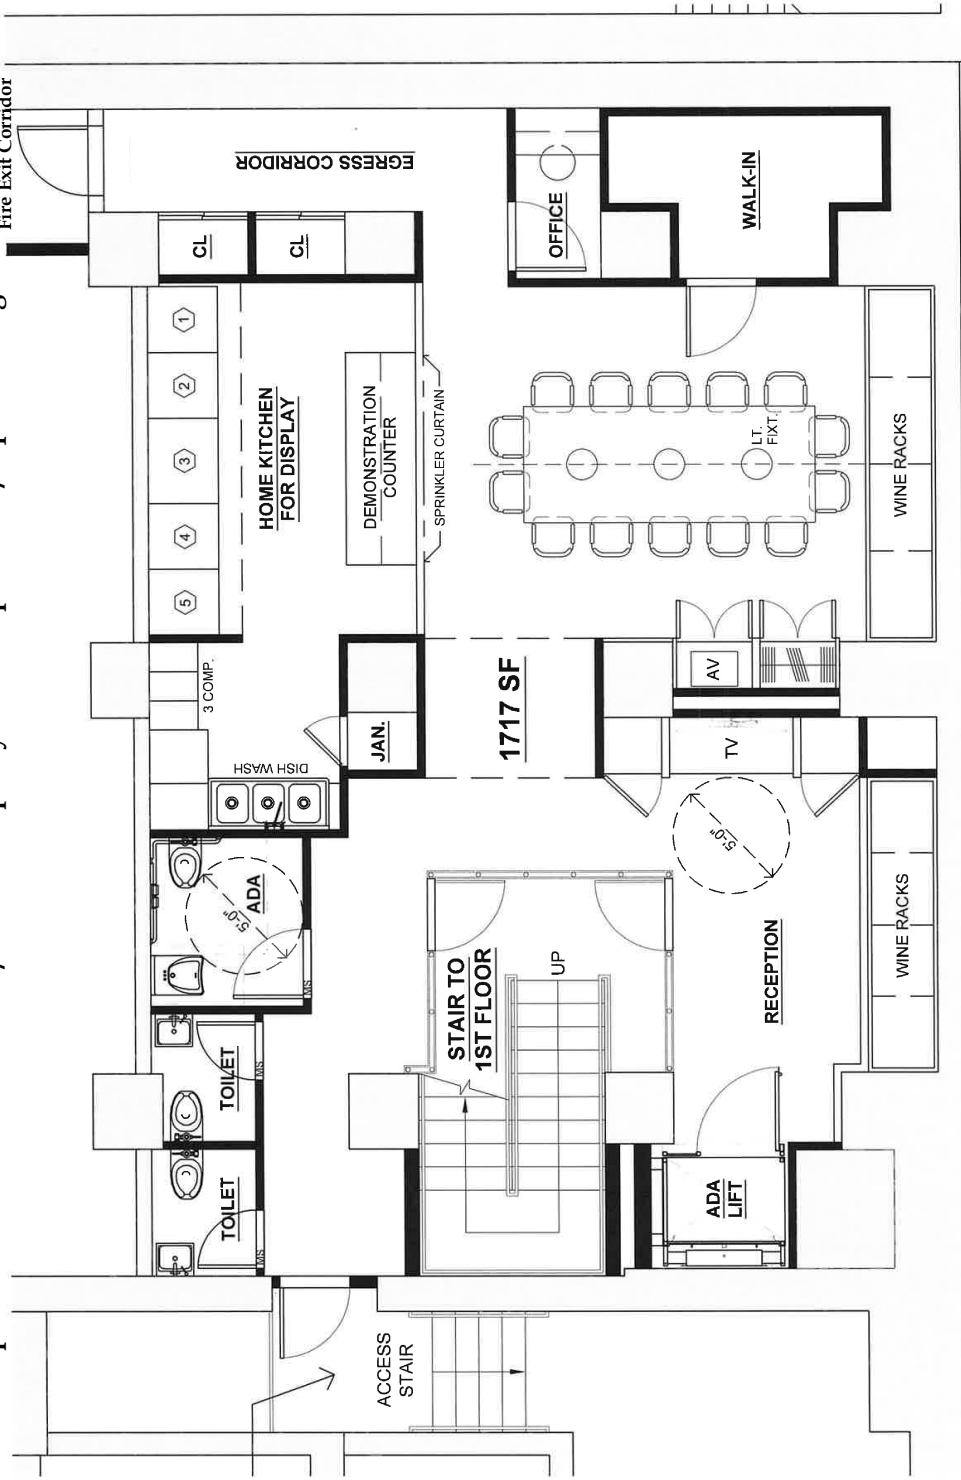 Fire Exit Corridor
EGRESS CORRIDOR
CL
CL
OFFICE
WALK-IN
1
2
3
4
5
HOME KITCHEN
FOR DISPLAY
DEMONSTRATION
COUNTER
SPRINKLER CURTAIN
LT.
FIXT.
WINE RACKS
3 COMP.
JAN.
1717 SF
AV
TV
DISH WASH
5'-0"
ADA
5'-0"
MS
STAIR TO
1ST FLOOR
UP
RECEPTION
WINE RACKS
TOILET
MS
TOILET
MS
ADA
LIFT
ACCESS
STAIR